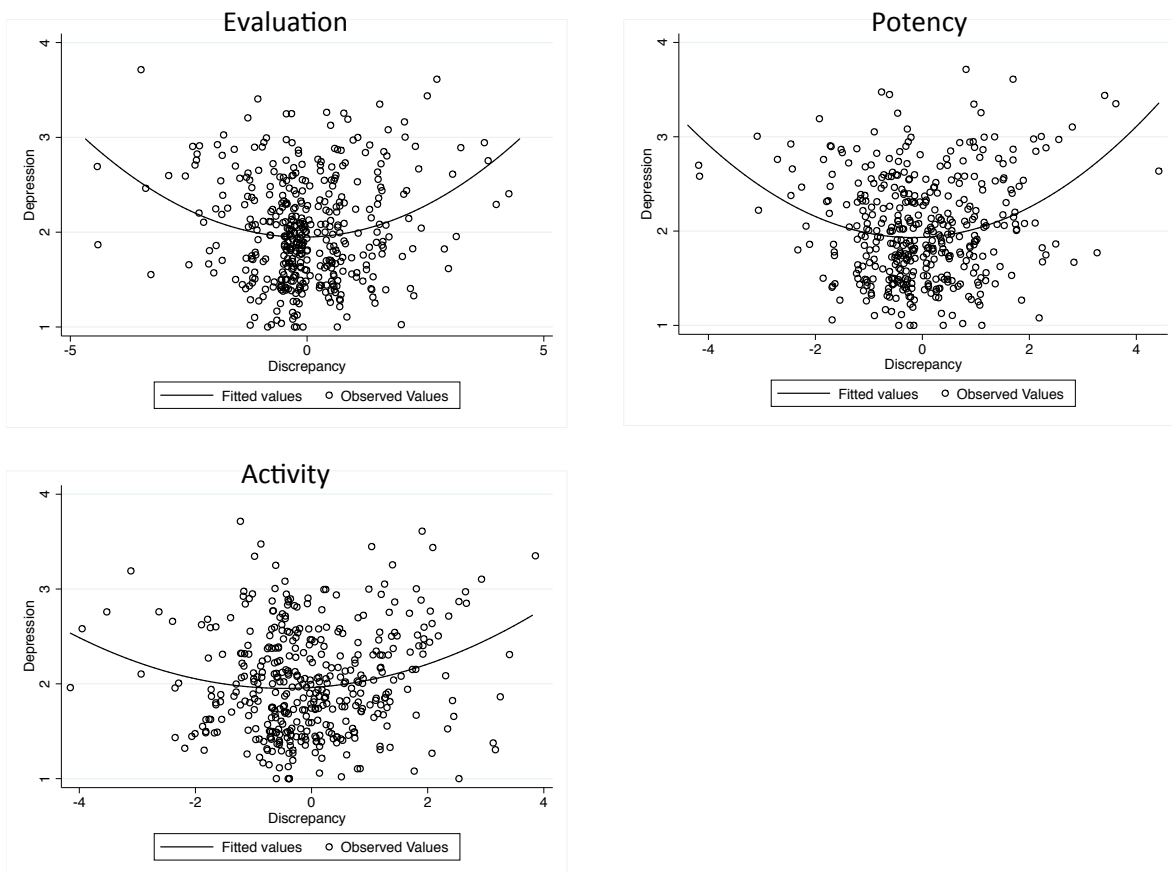 Evaluation
4
3
2
1
Depression
-5
0
5
Discrepancy
Fitted values
Observed Values
Potency
4
3
2
1
Depression
-4
-2
0
2
4
Discrepancy
Fitted values
Observed Values
Activity
4
3
2
1
Depression
-4
-2
0
2
4
Discrepancy
Fitted values
Observed Values